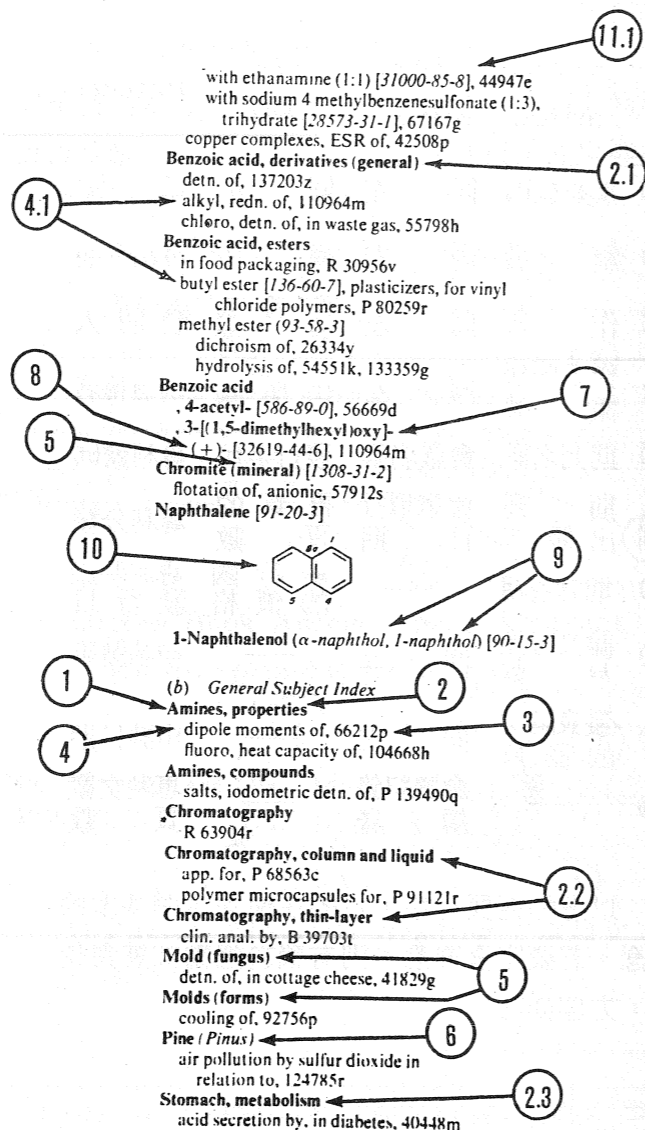 11.1
with ethanamine (1:1) [31000-85-8], 44947e
with sodium 4 methylbenzenesulfonate (1:3),
trihydrate [28573-31-1], 67167g
copper complexes, ESR of, 42508p
Benzoic acid, derivatives (general)
2.1
detn. of, 137203z
4.1
alkyl, redn. of, 110964m
chloro, detn. of, in waste gas, 55798h
Benzoic acid, esters
in food packaging, R 30956v
butyl ester [136-60-7], plasticizers, for vinyl
chloride polymers, P 80259r
methyl ester (93-58-3]
dichroism of, 26334y
8
hydrolysis of, 54551k, 133359g
Benzoic acid
7
, 4-acetyl- [586-89-0], 56669d
5
, 3-[(1,5-dimethylhexyl)oxy]-
(+)- [32619-44-6], 110964m
Chromite (mineral) [1308-31-2]
flotation of, anionic, 57912s
Naphthalene [91-20-3]
10
8a 1
5 4
9
1-Naphthalenol (α-naphthol, 1-naphthol) [90-15-3]
1
(b) General Subject Index
2
Amines, properties
4
dipole moments of, 66212p
3
fluoro, heat capacity of, 104668h
Amines, compounds
salts, iodometric detn. of, P 139490q
Chromatography
R 63904r
Chromatography, column and liquid
app. for, P 68563c
polymer microcapsules for, P 91121r
2.2
Chromatography, thin-layer
clin. anal. by, B 39703t
Mold (fungus)
detn. of, in cottage cheese, 41829g
5
Molds (forms)
cooling of, 92756p
Pine (Pinus)
6
air pollution by sulfur dioxide in
relation to, 124785r
Stomach, metabolism
2.3
acid secretion by, in diabetes, 40448m